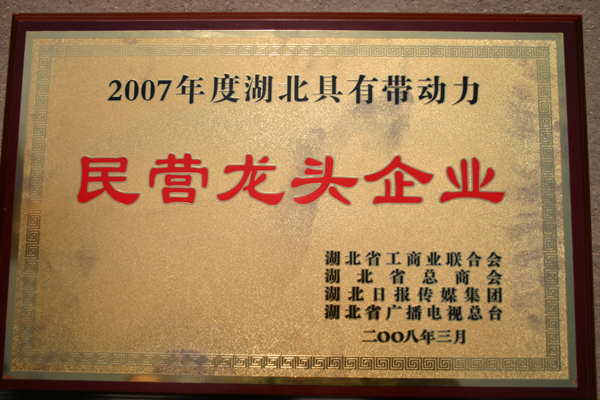 2007年度湖北具有带动力
民营龙头企业
湖北省工商业联合会
湖北省总商会
湖北日报传媒集团
湖北省广播电视总台
二〇〇八年三月